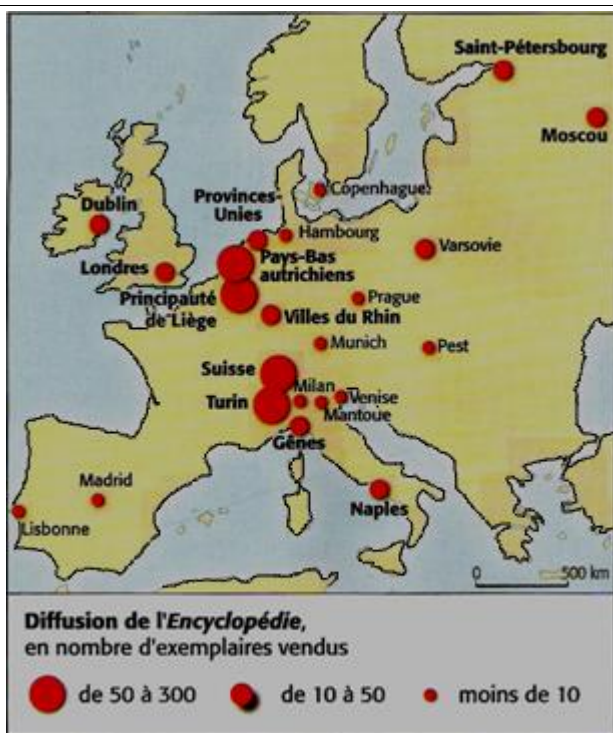 Saint-Pétersbourg
Moscou
Copenhague
Dublin
Provinces-
Unies
Hambourg
Londres
Pays-Bas
autrichiens
Varsovie
Principauté
de Liège
Prague
Villes du Rhin
Munich
Pest
Suisse
Milan
Turin
Venise
Mantoue
Gênes
Madrid
Lisbonne
Naples
0 500 km
Diffusion de l'Encyclopédie,
en nombre d'exemplaires vendus
de 50 à 300 de 10 à 50 moins de 10